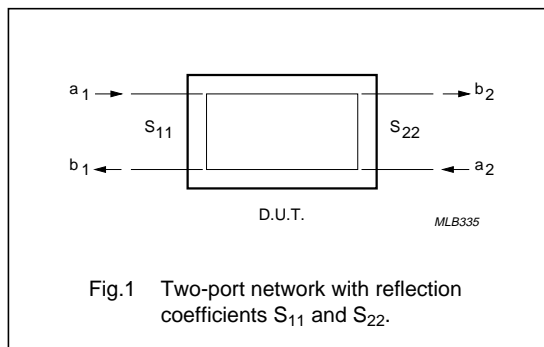 a1 b2
S11 S22
b1 a2
D.U.T.
MLB335
Fig.1 Two-port network with reflection
coefficients S11 and S22.